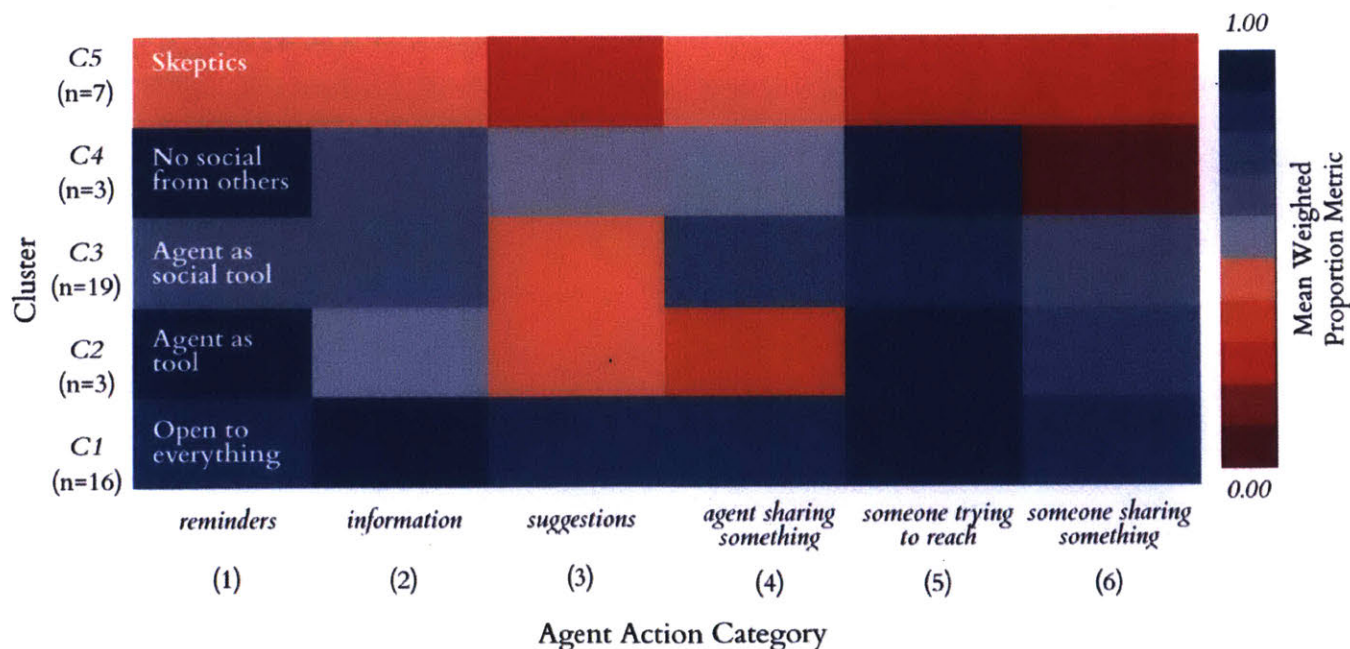 1.00
C5
(n=7)
Skeptics
C4
(n=3)
No social
from others
C3
(n=19)
Agent as
social tool
C2
(n=3)
Agent as
tool
C1
(n=16)
Open to
everything
Cluster
Mean Weighted
Proportion Metric
0.00
reminders
information
suggestions
agent sharing
something
someone trying
to reach
someone sharing
something
(1)
(2)
(3)
(4)
(5)
(6)
Agent Action Category